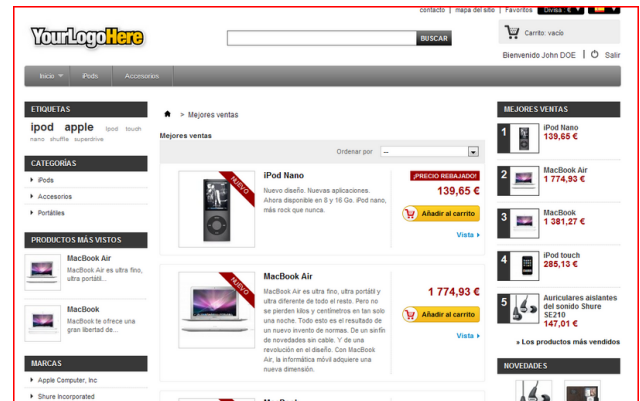 contacto | mapa del sitio | Favoritos Divisa : €
YourLogoHere
BUSCAR
Carrito: vacío
Bienvenido John DOE | Salir
Inicio iPods Accesorios
ETIQUETAS
ipod apple ipod touch
nano shuffle superdrive
CATEGORÍAS
iPods
Accesorios
Portátiles
PRODUCTOS MÁS VISTOS
MacBook Air
MacBook Air es ultra fino,
ultra portátil...
MacBook
MacBook te ofrece una
gran libertad de...
MARCAS
Apple Computer, Inc
Shure Incorporated
> Mejores ventas
Mejores ventas
Ordenar por --
NUEVO
iPod Nano
Nuevo diseño. Nuevas aplicaciones.
Ahora disponible en 8 y 16 Go. iPod nano,
más rock que nunca.
¡PRECIO REBAJADO!
139,65 €
Añadir al carrito
Vista
NUEVO
MacBook Air
MacBook Air es ultra fino, ultra portátil y
ultra diferente de todo el resto. Pero no
se pierden kilos y centímetros en tan solo
una noche. Todo esto es el resultado de
un nuevo invento de normas. De un sinfín
de novedades sin cable. Y de una
revolución en el diseño. Con MacBook
Air, la informática móvil adquiere una
nueva dimensión.
1 774,93 €
Añadir al carrito
Vista
MEJORES VENTAS
1 iPod Nano
139,65 €
2 MacBook Air
1 774,93 €
3 MacBook
1 381,27 €
4 iPod touch
285,13 €
5 Auriculares aislantes
del sonido Shure
SE210
147,01 €
» Los productos más vendidos
NOVEDADES